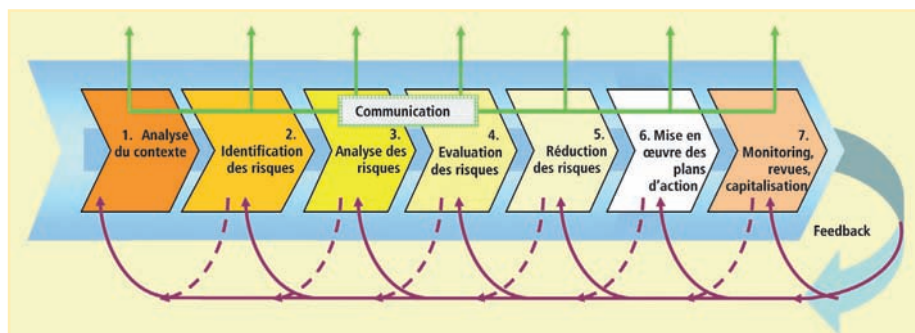 Communication
1. Analyse
du contexte
2.
Identification
des risques
3.
Analyse des
risques
4.
Evaluation
des risques
5.
Réduction
des risques
6. Mise en
œuvre des
plans
d'action
7.
Monitoring,
revues,
capitalisation
Feedback